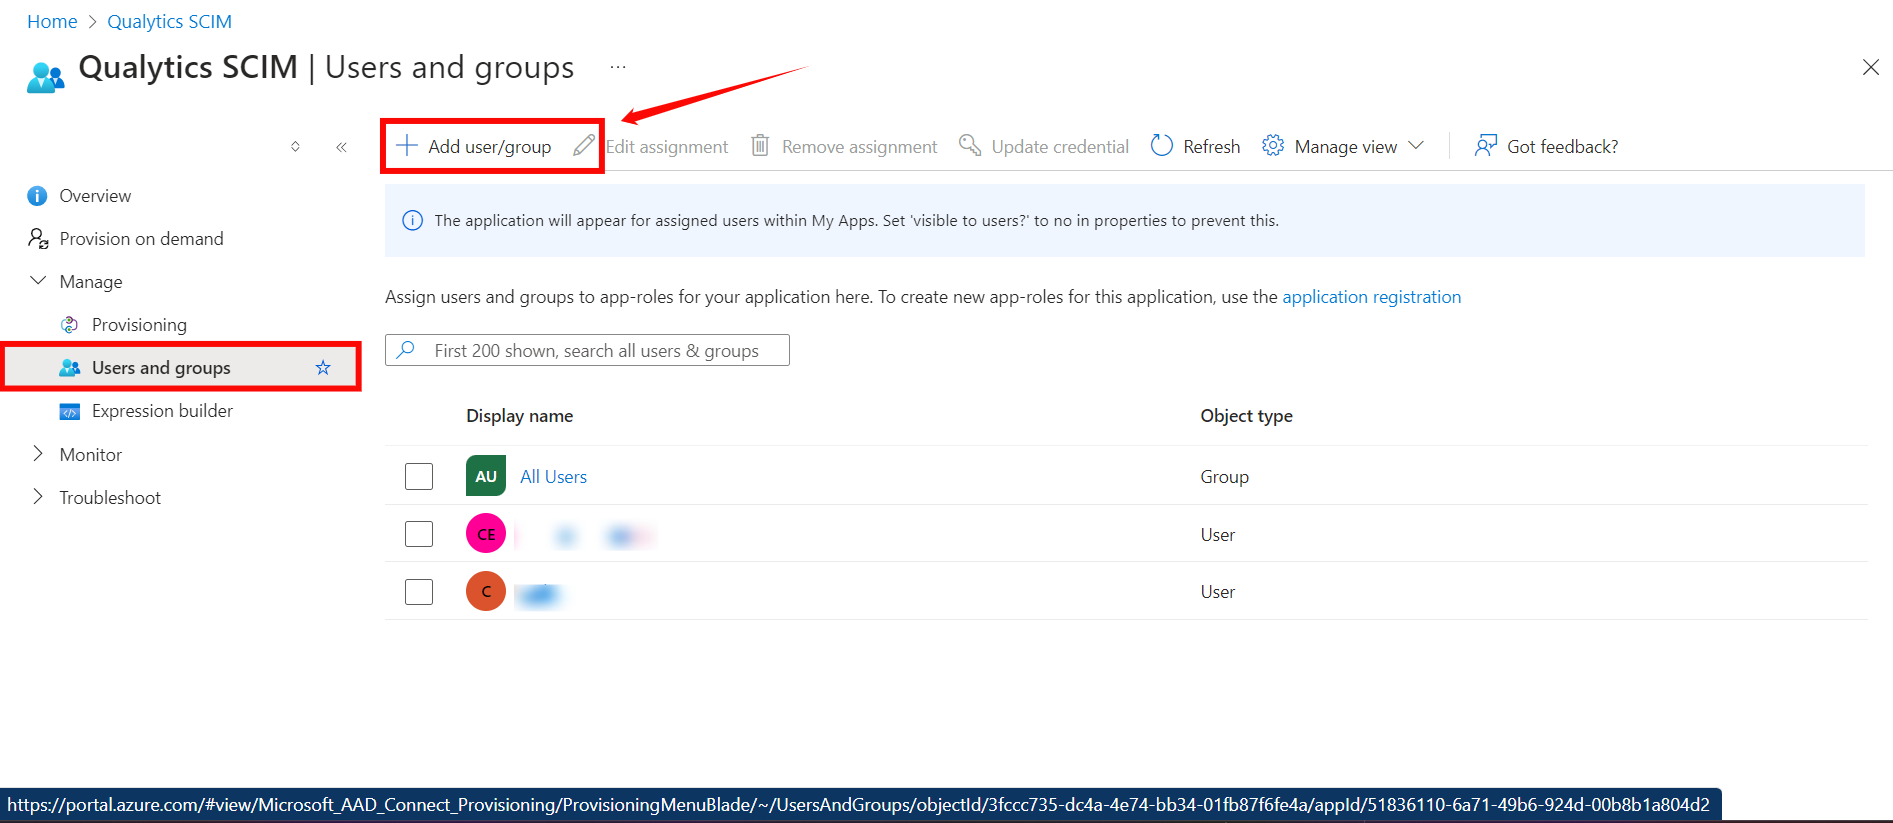 Home > Qualytics SCIM
Qualytics SCIM | Users and groups ...
Add user/group Edit assignment Remove assignment Update credential Refresh Manage view Got feedback?
Overview
Provision on demand
Manage
Provisioning
Users and groups
Expression builder
Monitor
Troubleshoot
The application will appear for assigned users within My Apps. Set 'visible to users?' to no in properties to prevent this.
Assign users and groups to app-roles for your application here. To create new app-roles for this application, use the application registration
First 200 shown, search all users & groups
Display name Object type
AU All Users Group
CE User
C User
https://portal.azure.com/#view/Microsoft_AAD_Connect_Provisioning/ProvisioningMenuBlade/~/UsersAndGroups/objectId/3fccc735-dc4a-4e74-bb34-01fb87f6fe4a/appId/51836110-6a71-49b6-924d-00b8b1a804d2